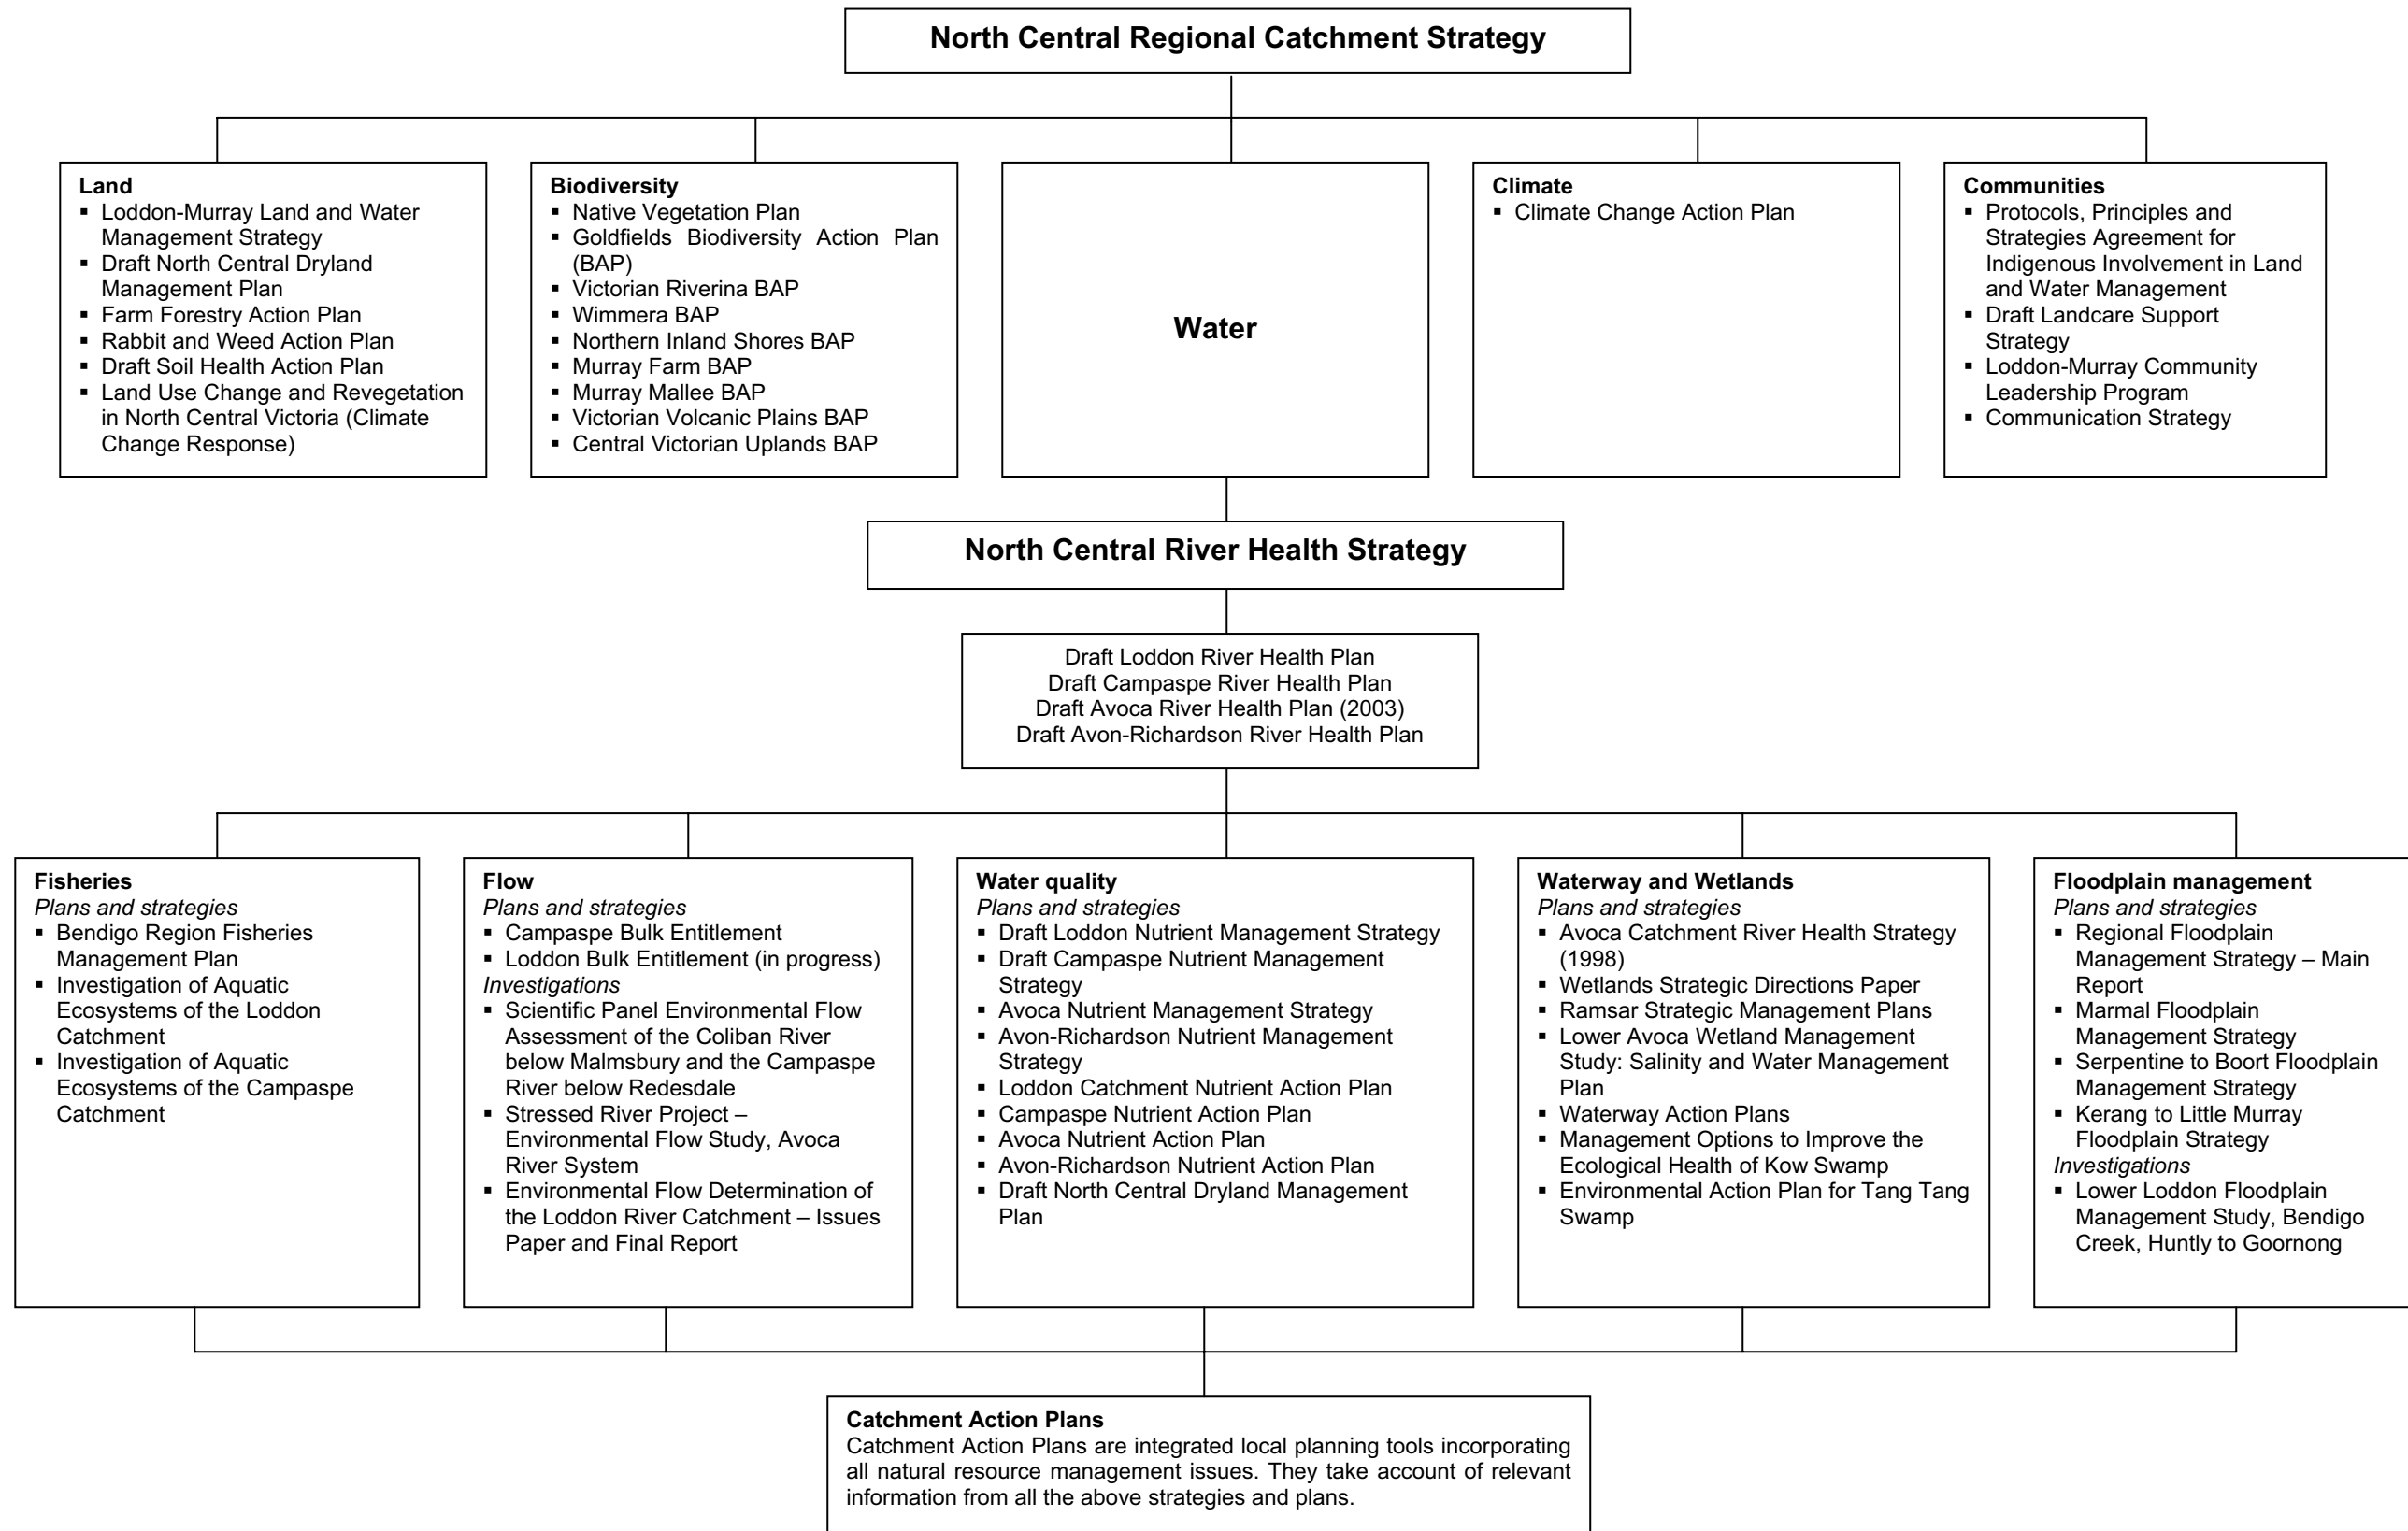 North Central Regional Catchment Strategy
Land
▪ Loddon-Murray Land and Water
Management Strategy
▪ Draft North Central Dryland
Management Plan
▪ Farm Forestry Action Plan
▪ Rabbit and Weed Action Plan
▪ Draft Soil Health Action Plan
▪ Land Use Change and Revegetation
in North Central Victoria (Climate
Change Response)
Biodiversity
▪ Native Vegetation Plan
▪ Goldfields Biodiversity Action Plan
(BAP)
▪ Victorian Riverina BAP
▪ Wimmera BAP
▪ Northern Inland Shores BAP
▪ Murray Farm BAP
▪ Murray Mallee BAP
▪ Victorian Volcanic Plains BAP
▪ Central Victorian Uplands BAP
Water
Climate
▪ Climate Change Action Plan
Communities
▪ Protocols, Principles and
Strategies Agreement for
Indigenous Involvement in Land
and Water Management
▪ Draft Landcare Support
Strategy
▪ Loddon-Murray Community
Leadership Program
▪ Communication Strategy
North Central River Health Strategy
Draft Loddon River Health Plan
Draft Campaspe River Health Plan
Draft Avoca River Health Plan (2003)
Draft Avon-Richardson River Health Plan
Fisheries
Plans and strategies
▪ Bendigo Region Fisheries
Management Plan
▪ Investigation of Aquatic
Ecosystems of the Loddon
Catchment
▪ Investigation of Aquatic
Ecosystems of the Campaspe
Catchment
Flow
Plans and strategies
▪ Campaspe Bulk Entitlement
▪ Loddon Bulk Entitlement (in progress)
Investigations
▪ Scientific Panel Environmental Flow
Assessment of the Coliban River
below Malmsbury and the Campaspe
River below Redesdale
▪ Stressed River Project –
Environmental Flow Study, Avoca
River System
▪ Environmental Flow Determination of
the Loddon River Catchment – Issues
Paper and Final Report
Water quality
Plans and strategies
▪ Draft Loddon Nutrient Management Strategy
▪ Draft Campaspe Nutrient Management
Strategy
▪ Avoca Nutrient Management Strategy
▪ Avon-Richardson Nutrient Management
Strategy
▪ Loddon Catchment Nutrient Action Plan
▪ Campaspe Nutrient Action Plan
▪ Avoca Nutrient Action Plan
▪ Avon-Richardson Nutrient Action Plan
▪ Draft North Central Dryland Management
Plan
Waterway and Wetlands
Plans and strategies
▪ Avoca Catchment River Health Strategy
(1998)
▪ Wetlands Strategic Directions Paper
▪ Ramsar Strategic Management Plans
▪ Lower Avoca Wetland Management
Study: Salinity and Water Management
Plan
▪ Waterway Action Plans
▪ Management Options to Improve the
Ecological Health of Kow Swamp
▪ Environmental Action Plan for Tang Tang
Swamp
Floodplain management
Plans and strategies
▪ Regional Floodplain
Management Strategy – Main
Report
▪ Marmal Floodplain
Management Strategy
▪ Serpentine to Boort Floodplain
Management Strategy
▪ Kerang to Little Murray
Floodplain Strategy
Investigations
▪ Lower Loddon Floodplain
Management Study, Bendigo
Creek, Huntly to Goornong
Catchment Action Plans
Catchment Action Plans are integrated local planning tools incorporating
all natural resource management issues. They take account of relevant
information from all the above strategies and plans.